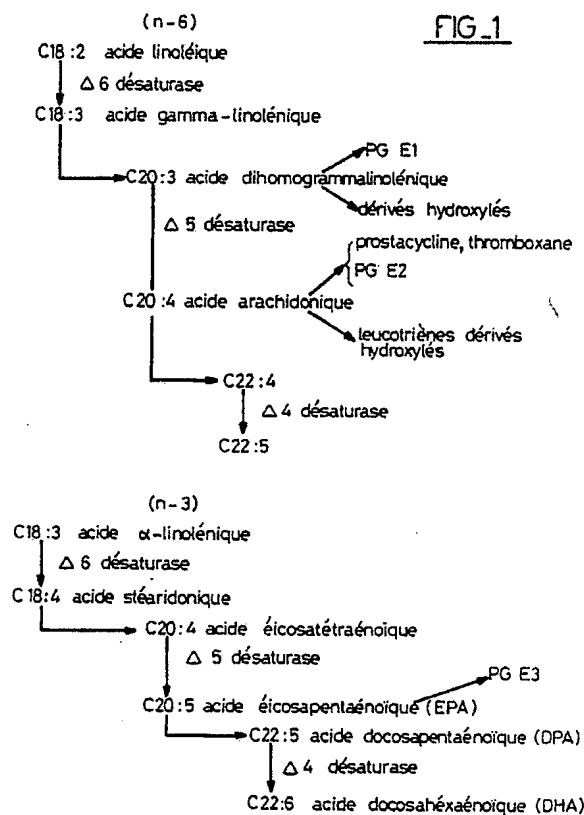 (n-6)
FIG_1
C18:2 acide linoléique
Δ 6 désaturase
C18:3 acide gamma-linolénique
PG E1
C20:3 acide dihomogrammalinolénique
dérivés hydroxylés
Δ 5 désaturase
prostacycline, thromboxane
PG E2
C20:4 acide arachidonique
leucotriènes dérivés
hydroxylés
C22:4
Δ 4 désaturase
C22:5
(n-3)
C18:3 acide α-linolénique
Δ 6 désaturase
C18:4 acide stéaridonique
C20:4 acide éicosatétraénoïque
Δ 5 désaturase
PG E3
C20:5 acide éicosapentaénoïque (EPA)
C22:5 acide docosapentaénoïque (DPA)
Δ 4 désaturase
C22:6 acide docosahéxaénoïque (DHA)